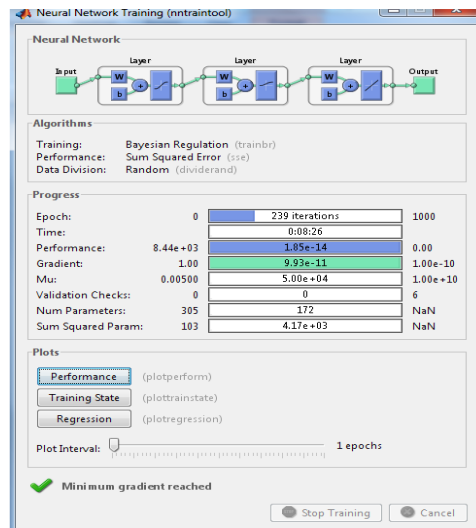 Neural Network Training (nntraintool)
Neural Network
Layer Layer Layer
Input Output
W W W
b b b
Algorithms
Training: Bayesian Regulation (trainbr)
Performance: Sum Squared Error (sse)
Data Division: Random (dividerand)
Progress
Epoch: 0 239 iterations 1000
Time: 0:08:26
Performance: 8.44e+03 1.85e-14 0.00
Gradient: 1.00 9.93e-11 1.00e-10
Mu: 0.00500 5.00e+04 1.00e+10
Validation Checks: 0 0 6
Num Parameters: 305 172 NaN
Sum Squared Param: 103 4.17e+03 NaN
Plots
Performance (plotperform)
Training State (plottrainstate)
Regression (plotregression)
Plot Interval: 1 epochs
Minimum gradient reached
Stop Training Cancel